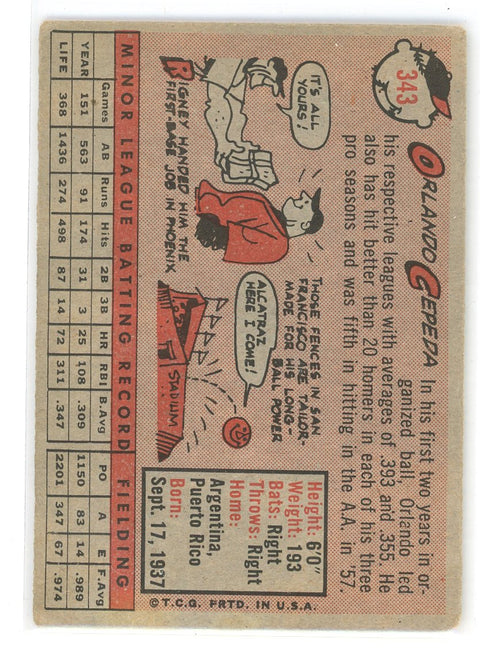 343
ORLANDO CEPEDA In his first two years in or-
ganized ball, Orlando led
his respective leagues with averages of .393 and .355. He
also has hit better than 20 homers in each of his three
pro seasons and was fifth in hitting in the A.A. in '57.
IT'S ALL
YOURS!
RIGNEY HANDED HIM THE
FIRST-BASE JOB IN PHOENIX
THOSE FENCES IN SAN
FRANCISCO ARE TAILOR-
MADE FOR HIS LONG-
BALL POWER
ALCATRAZ
HERE I COME!
STADIUM
Height: 6'0"
Weight: 193
Bats: Right
Throws: Right
Home:
Argentina,
Puerto Rico
Born:
Sept. 17, 1937
MINOR LEAGUE BATTING RECORD FIELDING
Games AB Runs Hits 2B 3B HR RBI B.Avg PO A E F.Avg
YEAR 151 563 91 174 31 3 25 108 .309 1150 83 14 .989
LIFE 368 1436 274 498 87 14 72 311 .347 2201 347 67 .974
©T.C.G. PRTD. IN U.S.A.